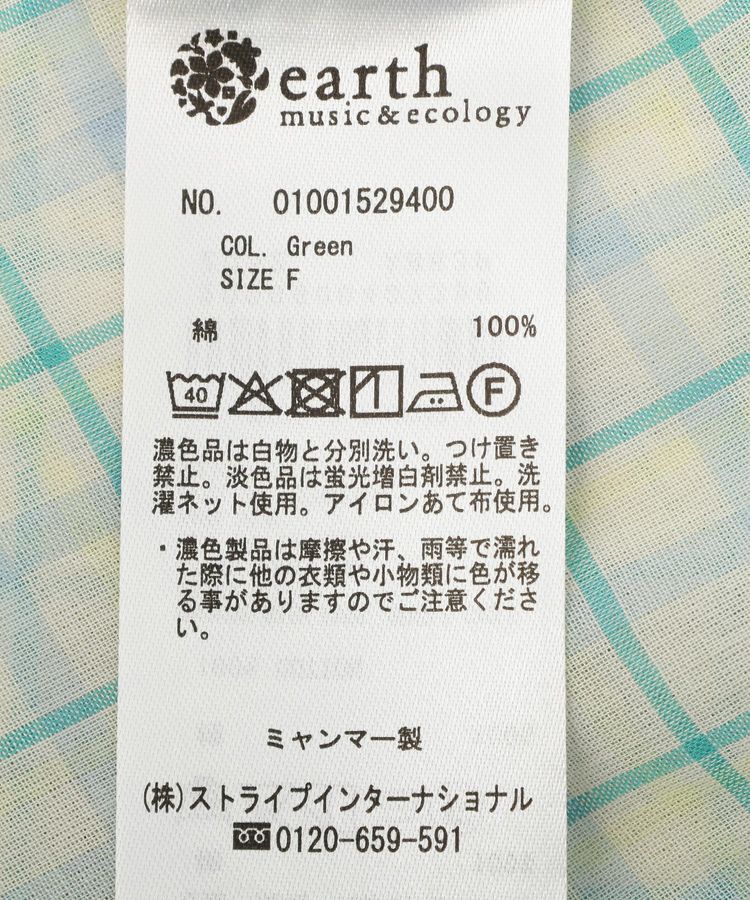 earth
music&ecology
NO. 01001529400
COL. Green
SIZE F
綿 100%
40 F
濃色品は白物と分別洗い。つけ置き
禁止。淡色品は蛍光増白剤禁止。洗
濯ネット使用。アイロンあて布使用。
・濃色製品は摩擦や汗、雨等で濡れ
た際に他の衣類や小物類に色が移
る事がありますのでご注意くださ
い。
ミャンマー製
(株)ストライプインターナショナル
0120-659-591